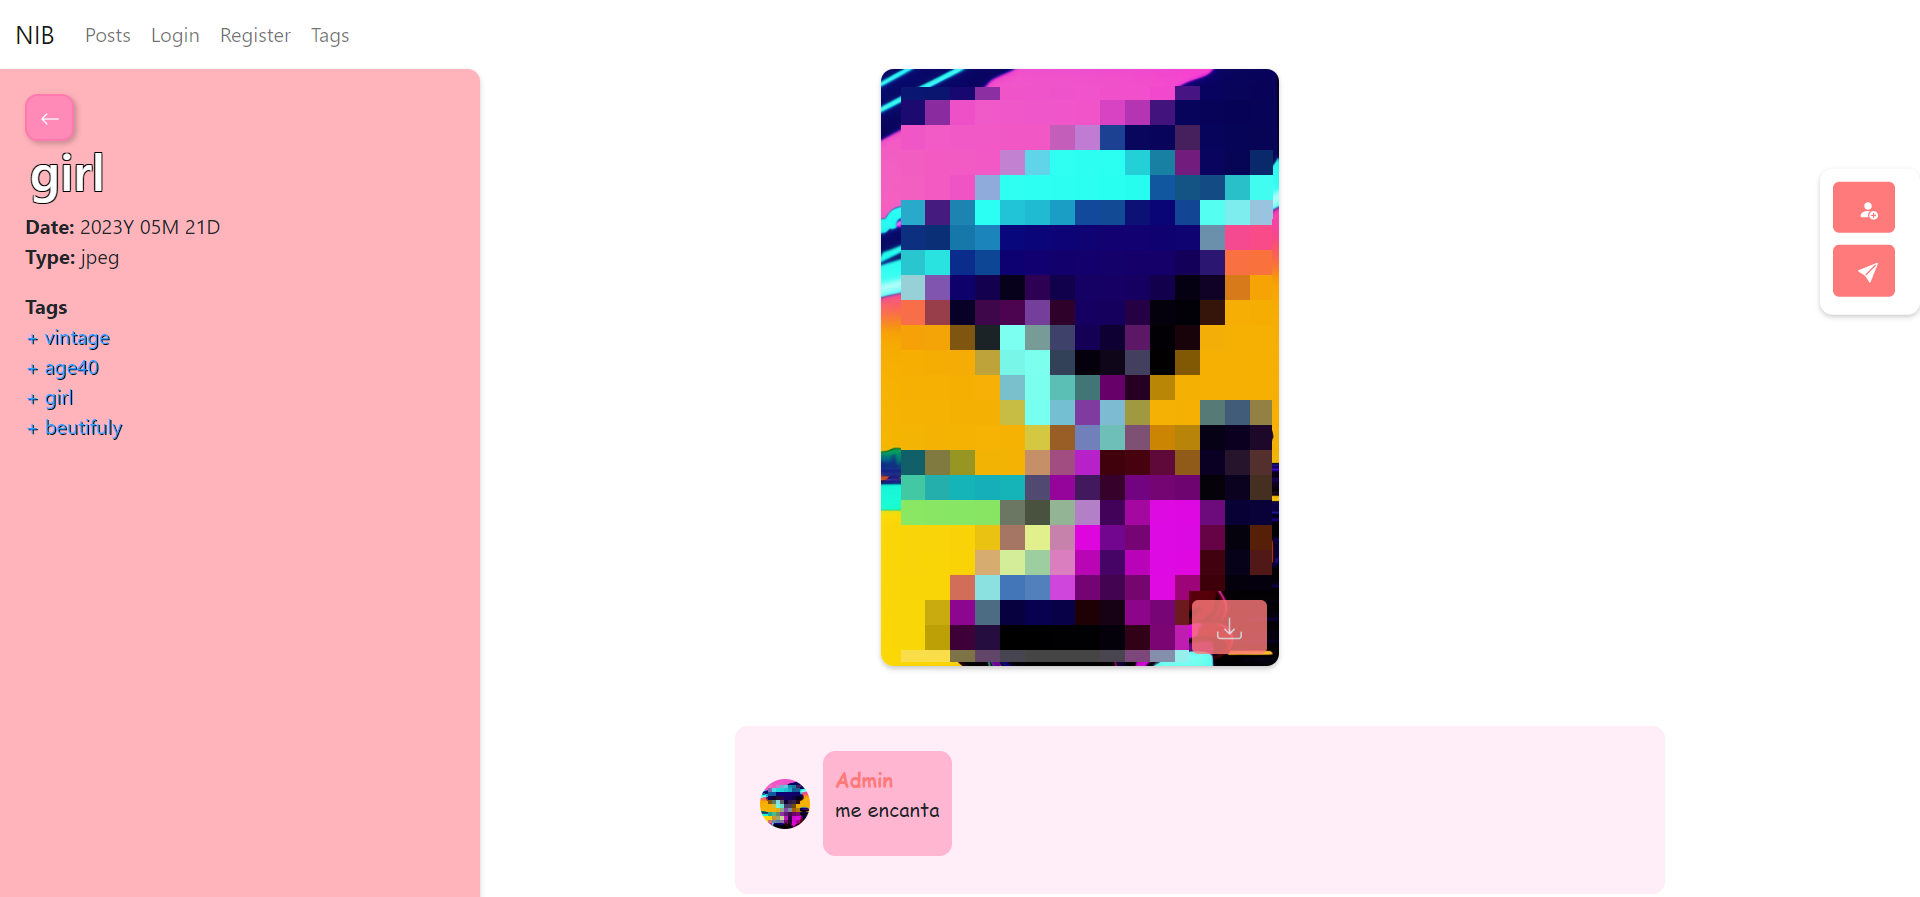 NIB Posts Login Register Tags
girl
Date: 2023Y 05M 21D
Type: jpeg
Tags
+ vintage
+ age40
+ girl
+ beutifuly
Admin
me encanta